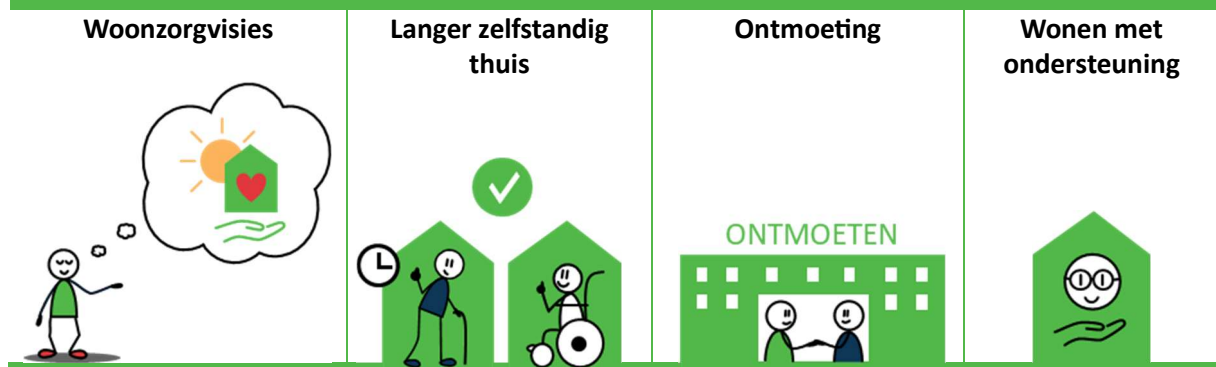 Woonzorgvisies
Langer zelfstandig
thuis
Ontmoeting
Wonen met
ondersteuning
ONTMOETEN